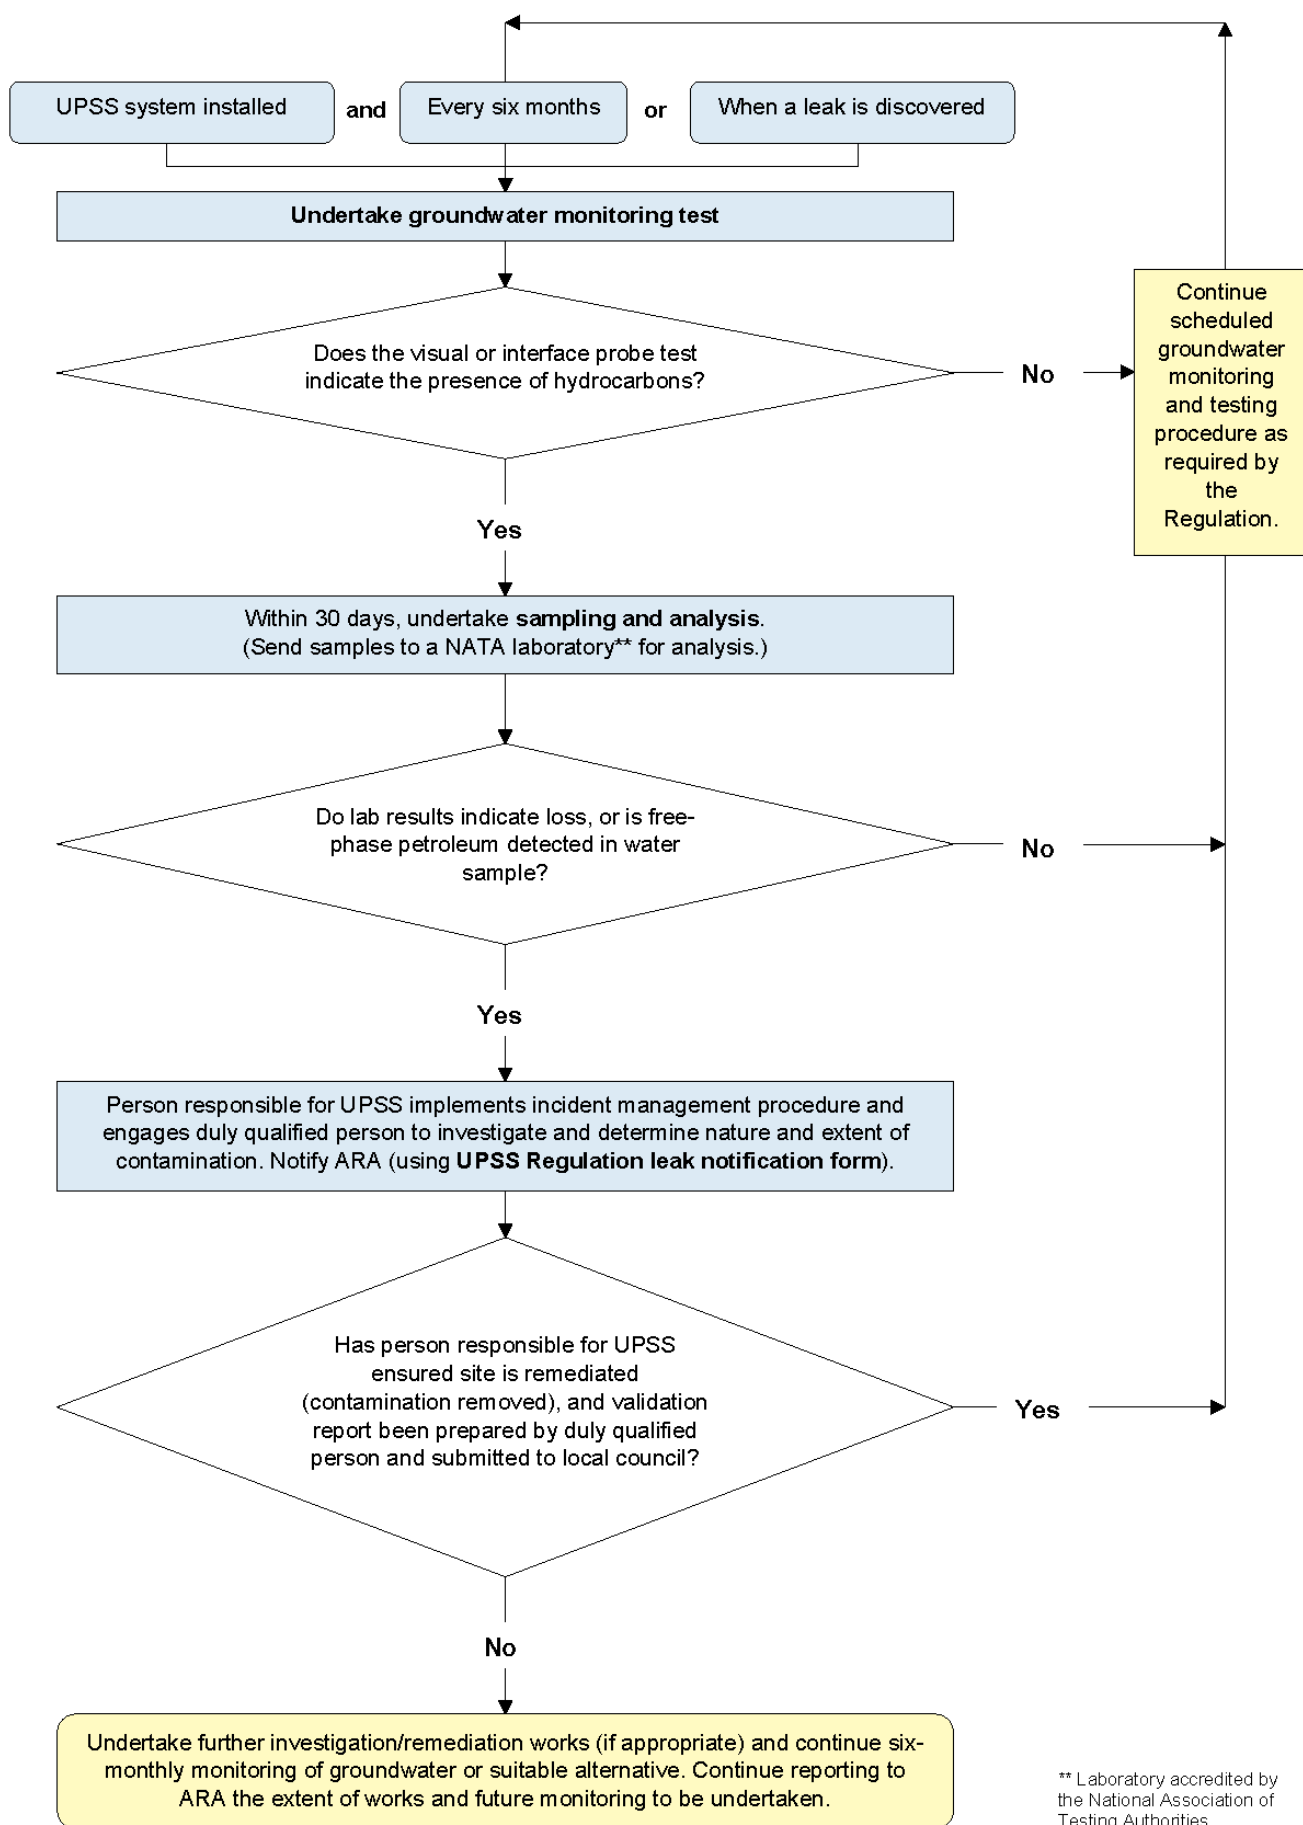 UPSS system installed and Every six months or When a leak is discovered
Undertake groundwater monitoring test
Does the visual or interface probe test
indicate the presence of hydrocarbons?
No
Continue
scheduled
groundwater
monitoring
and testing
procedure as
required by
the
Regulation.
Yes
Within 30 days, undertake sampling and analysis.
(Send samples to a NATA laboratory** for analysis.)
Do lab results indicate loss, or is free-
phase petroleum detected in water
sample?
No
Yes
Person responsible for UPSS implements incident management procedure and
engages duly qualified person to investigate and determine nature and extent of
contamination. Notify ARA (using UPSS Regulation leak notification form).
Has person responsible for UPSS
ensured site is remediated
(contamination removed), and validation
report been prepared by duly qualified
person and submitted to local council?
Yes
No
Undertake further investigation/remediation works (if appropriate) and continue six-
monthly monitoring of groundwater or suitable alternative. Continue reporting to
ARA the extent of works and future monitoring to be undertaken.
** Laboratory accredited by
the National Association of
Testing Authorities